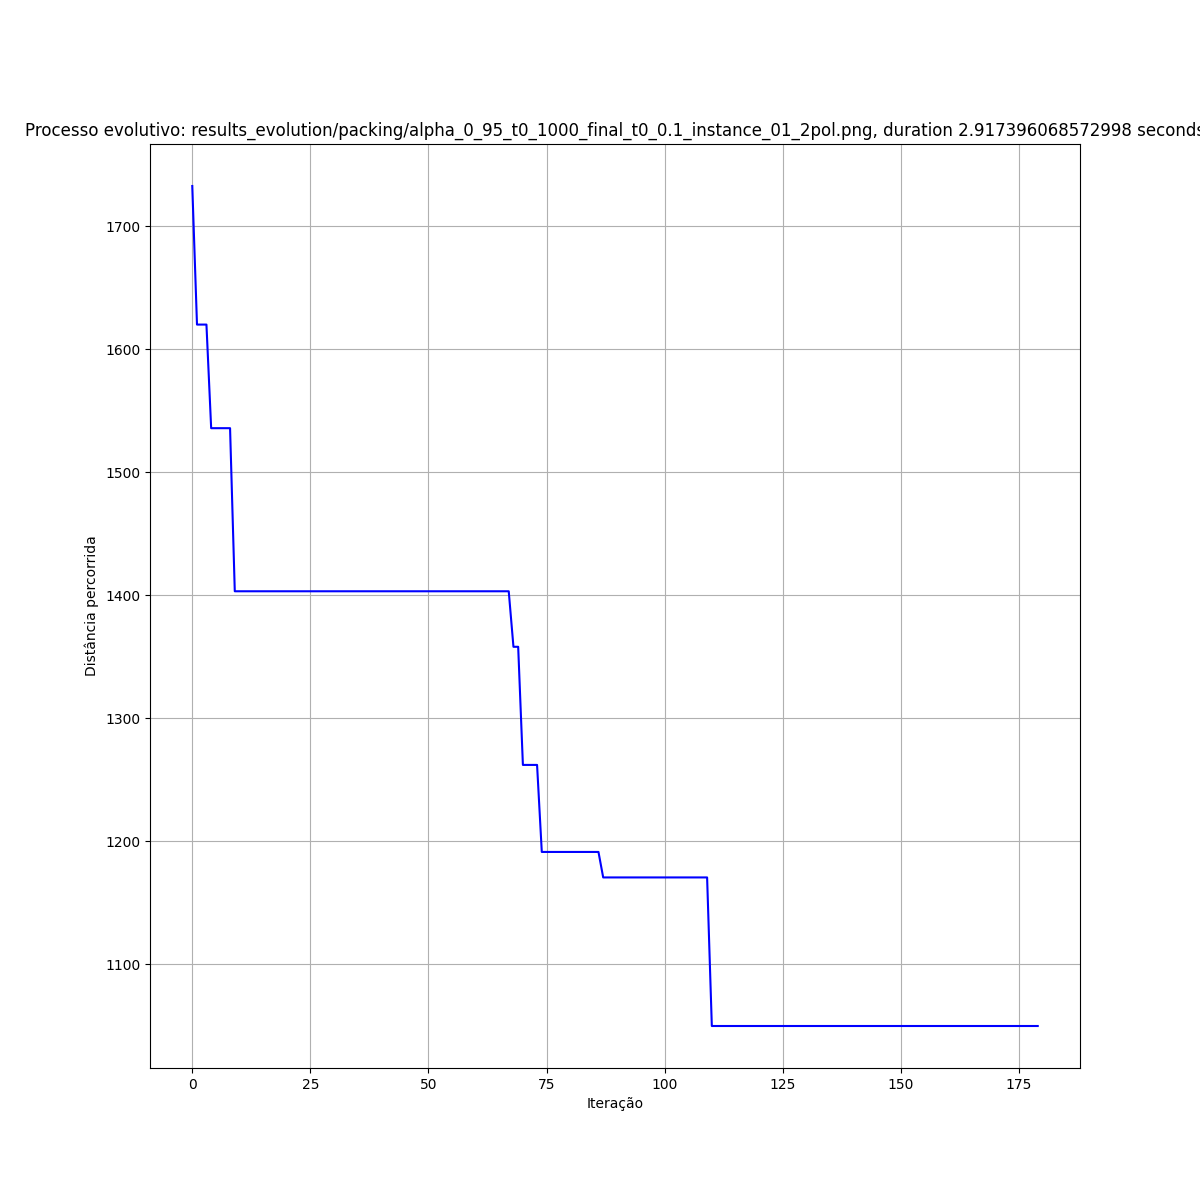 Processo evolutivo: results_evolution/packing/alpha_0_95_t0_1000_final_t0_0.1_instance_01_2pol.png, duration 2.917396068572998 seconds
1700
1600
1500
1400
1300
1200
1100
Distância percorrida
0 25 50 75 100 125 150 175
Iteração